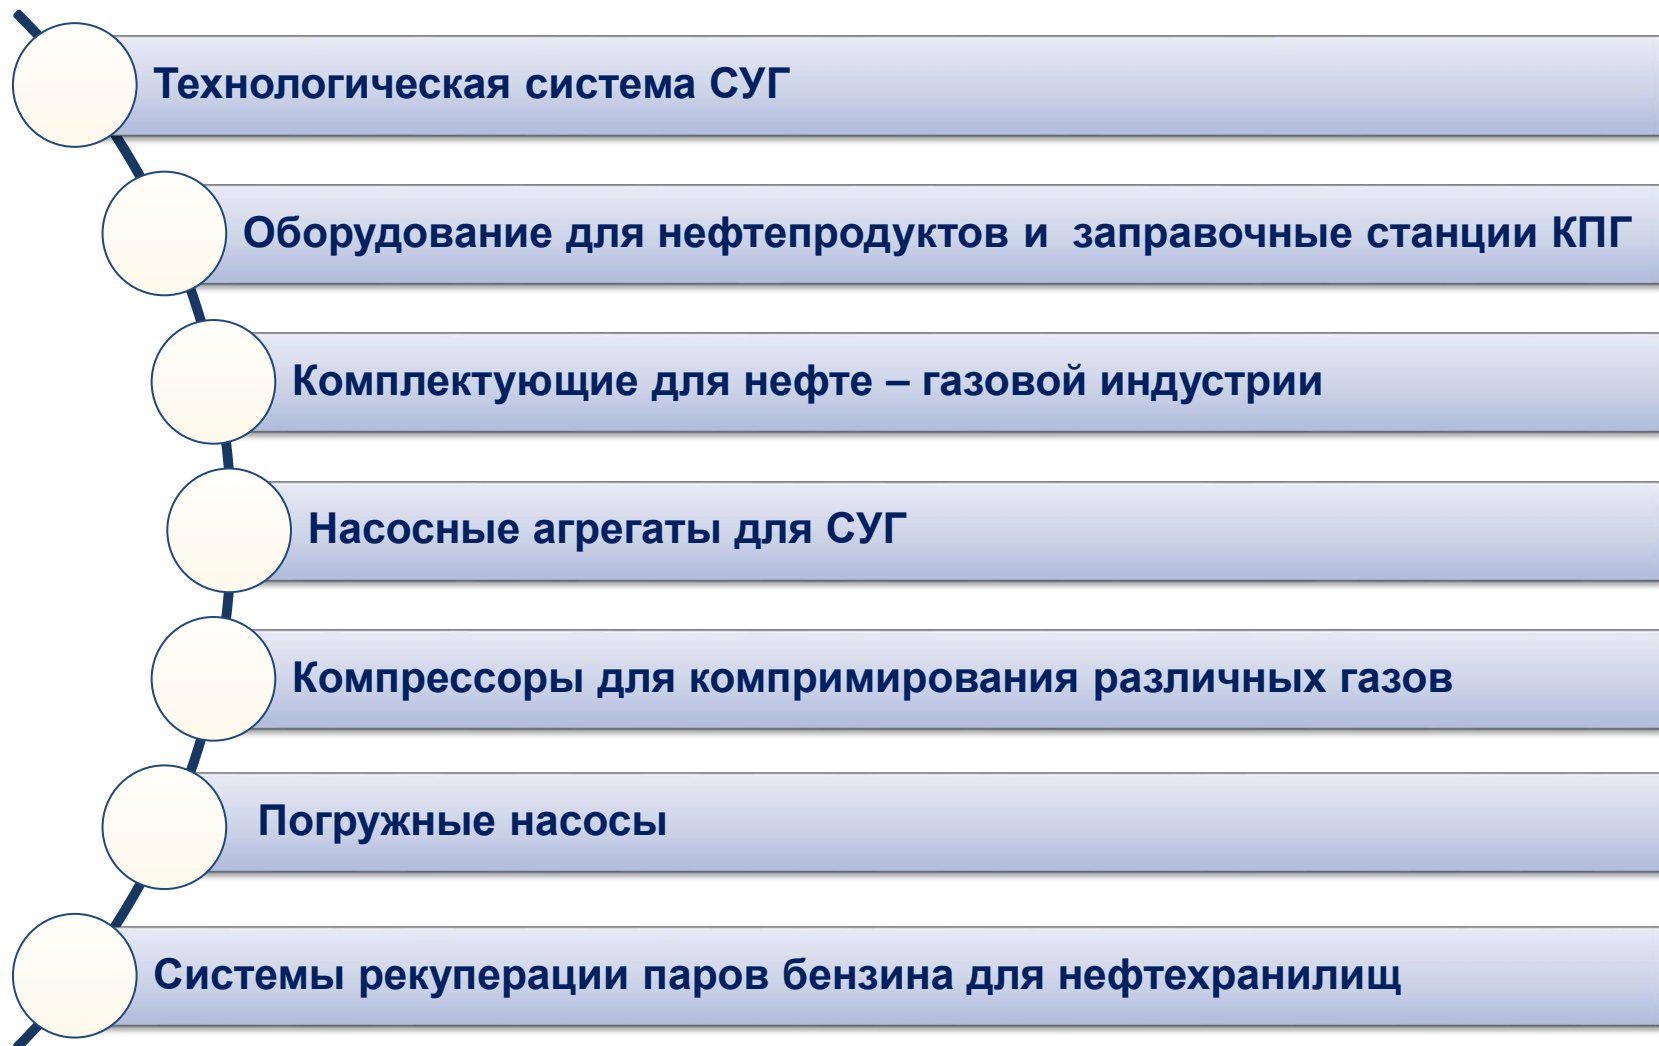 Технологическая система СУГ
Оборудование для нефтепродуктов и заправочные станции КПГ
Комплектующие для нефте – газовой индустрии
Насосные агрегаты для СУГ
Компрессоры для компримирования различных газов
Погружные насосы
Системы рекуперации паров бензина для нефтехранилищ